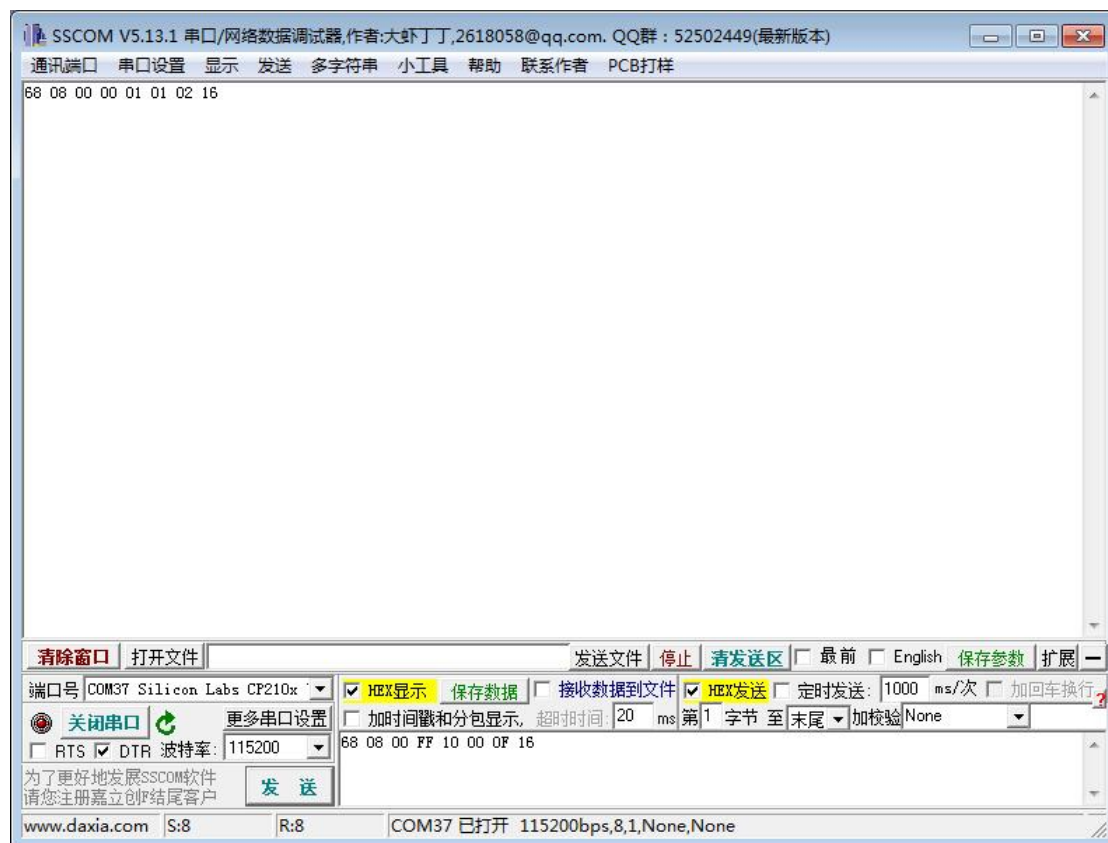 SSCOM V5.13.1 串口/网络数据调试器,作者:大虾丁丁,2618058@qq.com. QQ群：52502449(最新版本)
通讯端口 串口设置 显示 发送 多字符串 小工具 帮助 联系作者 PCB打样
68 08 00 00 01 01 02 16
清除窗口 打开文件 发送文件 停止 清发送区 最前 English 保存参数 扩展 —
端口号 COM37 Silicon Labs CP210x HEX显示 保存数据 接收数据到文件 HEX发送 定时发送: 1000 ms/次 加回车换行 ?
关闭串口 更多串口设置 加时间戳和分包显示, 超时时间: 20 ms 第 1 字节 至 末尾 加校验 None
RTS DTR 波特率: 115200 68 08 00 FF 10 00 0F 16
为了更好地发展SSCOM软件
请您注册嘉立创F结尾客户 发 送
www.daxia.com S:8 R:8 COM37 已打开 115200bps,8,1,None,None